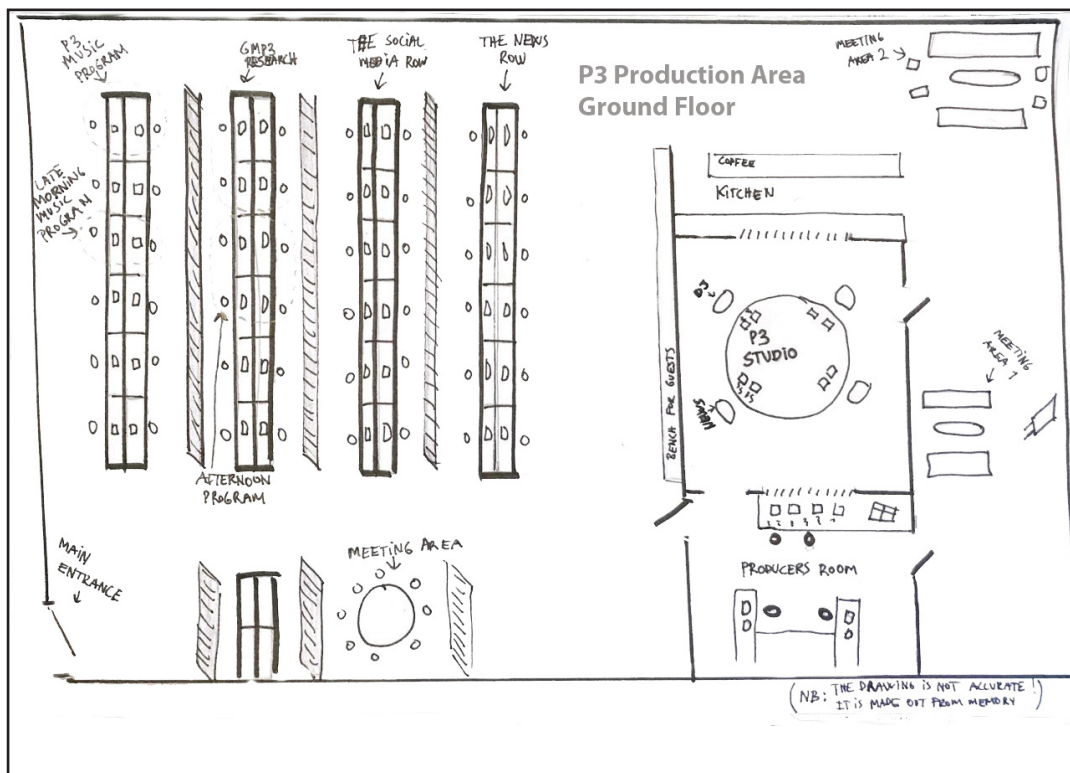 P3
MUSIC
PROGRAM
GMP3
RESEARCH
THE SOCIAL
MEDIA ROW
THE NEWS
ROW
P3 Production Area
Ground Floor
MEETING
AREA 2
LATE
MORNING
MUSIC
PROGRAM
COFFEE
KITCHEN
BENCH FOR GUESTS
DJ
P3
STUDIO
NEWS
MEETING
AREA 1
AFTERNOON
PROGRAM
MAIN
ENTRANCE
MEETING AREA
PRODUCERS ROOM
(NB: THE DRAWING IS NOT ACCURATE!
IT IS MADE OUT FROM MEMORY)